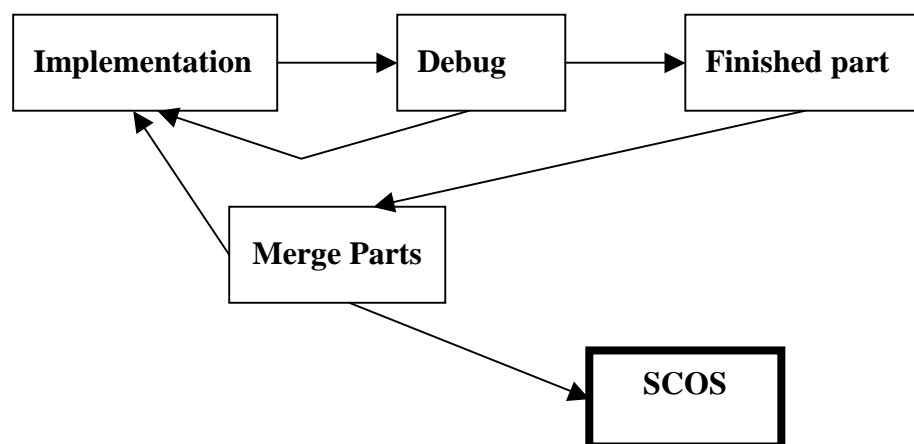 Implementation
Debug
Finished part
Merge Parts
SCOS